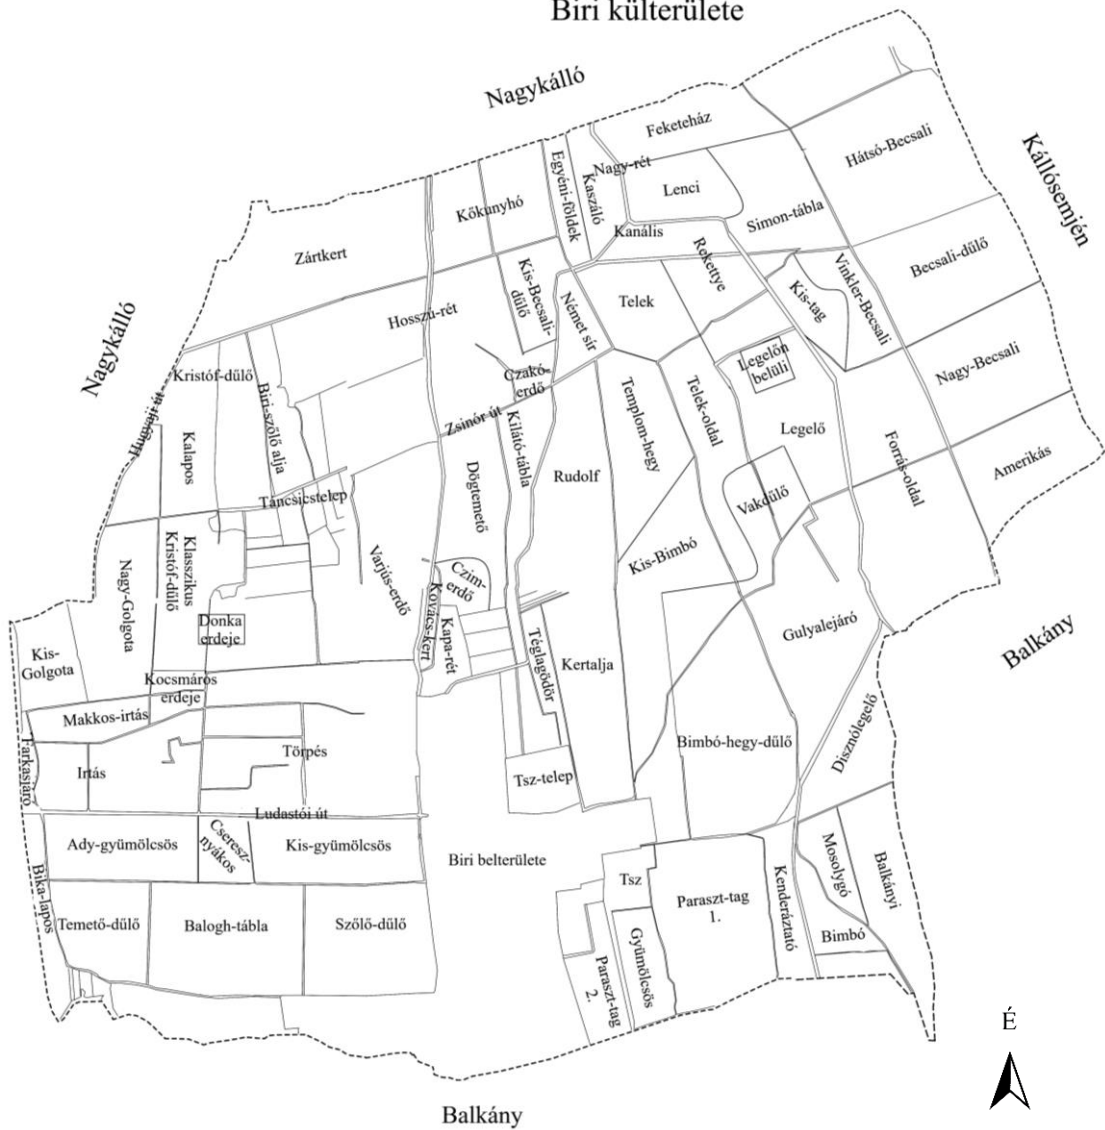 Biri külterülete
Nagykálló
Feketeház
Hátsó-Becsali
Kállósemjén
Egyéni-földek
Kaszáló
Nagy-rét
Lenci
Kőkunyhó
Simon-tábla
Kanális
Zártkert
Rekettye
Becsali-dűlő
Vinkler-Becsali
Kis-Becsali-
dűlő
Német sír
Telek
Kis-tag
Nagykálló
Hosszú-rét
Legelőn
belüli
Nagy-Becsali
Kristóf-dűlő
Czakó-
erdő
Biri-szőlő alja
Hugyaji út
Zsinór út
Kilátó-tábla
Templom-hegy
Telek-oldal
Legelő
Kalapos
Dögtemető
Rudolf
Forrás-oldal
Amerikás
Táncsicstelep
Vakdűlő
Klasszikus
Kristóf-dűlő
Nagy-Golgota
Varjús-erdő
Czim-
erdő
Kis-Bimbó
Kovács-kert
Kapa-rét
Donka
erdeje
Gulyalejáró
Balkány
Kis-
Golgota
Téglagödör
Kertalja
Kocsmáros
erdeje
Makkos-irtás
Farkasjáró
Irtás
Törpés
Bimbó-hegy-dűlő
Disznólegelő
Tsz-telep
Ludastói út
Ady-gyümölcsös
Cseresz-
nyákos
Kis-gyümölcsös
Biri belterülete
Mosolygó
Balkányi
Bika-lapos
Tsz
Paraszt-tag
1.
Kenderáztató
Temető-dűlő
Balogh-tábla
Szőlő-dűlő
Bimbó
Gyümölcsös
Paraszt-tag
2.
É
Balkány